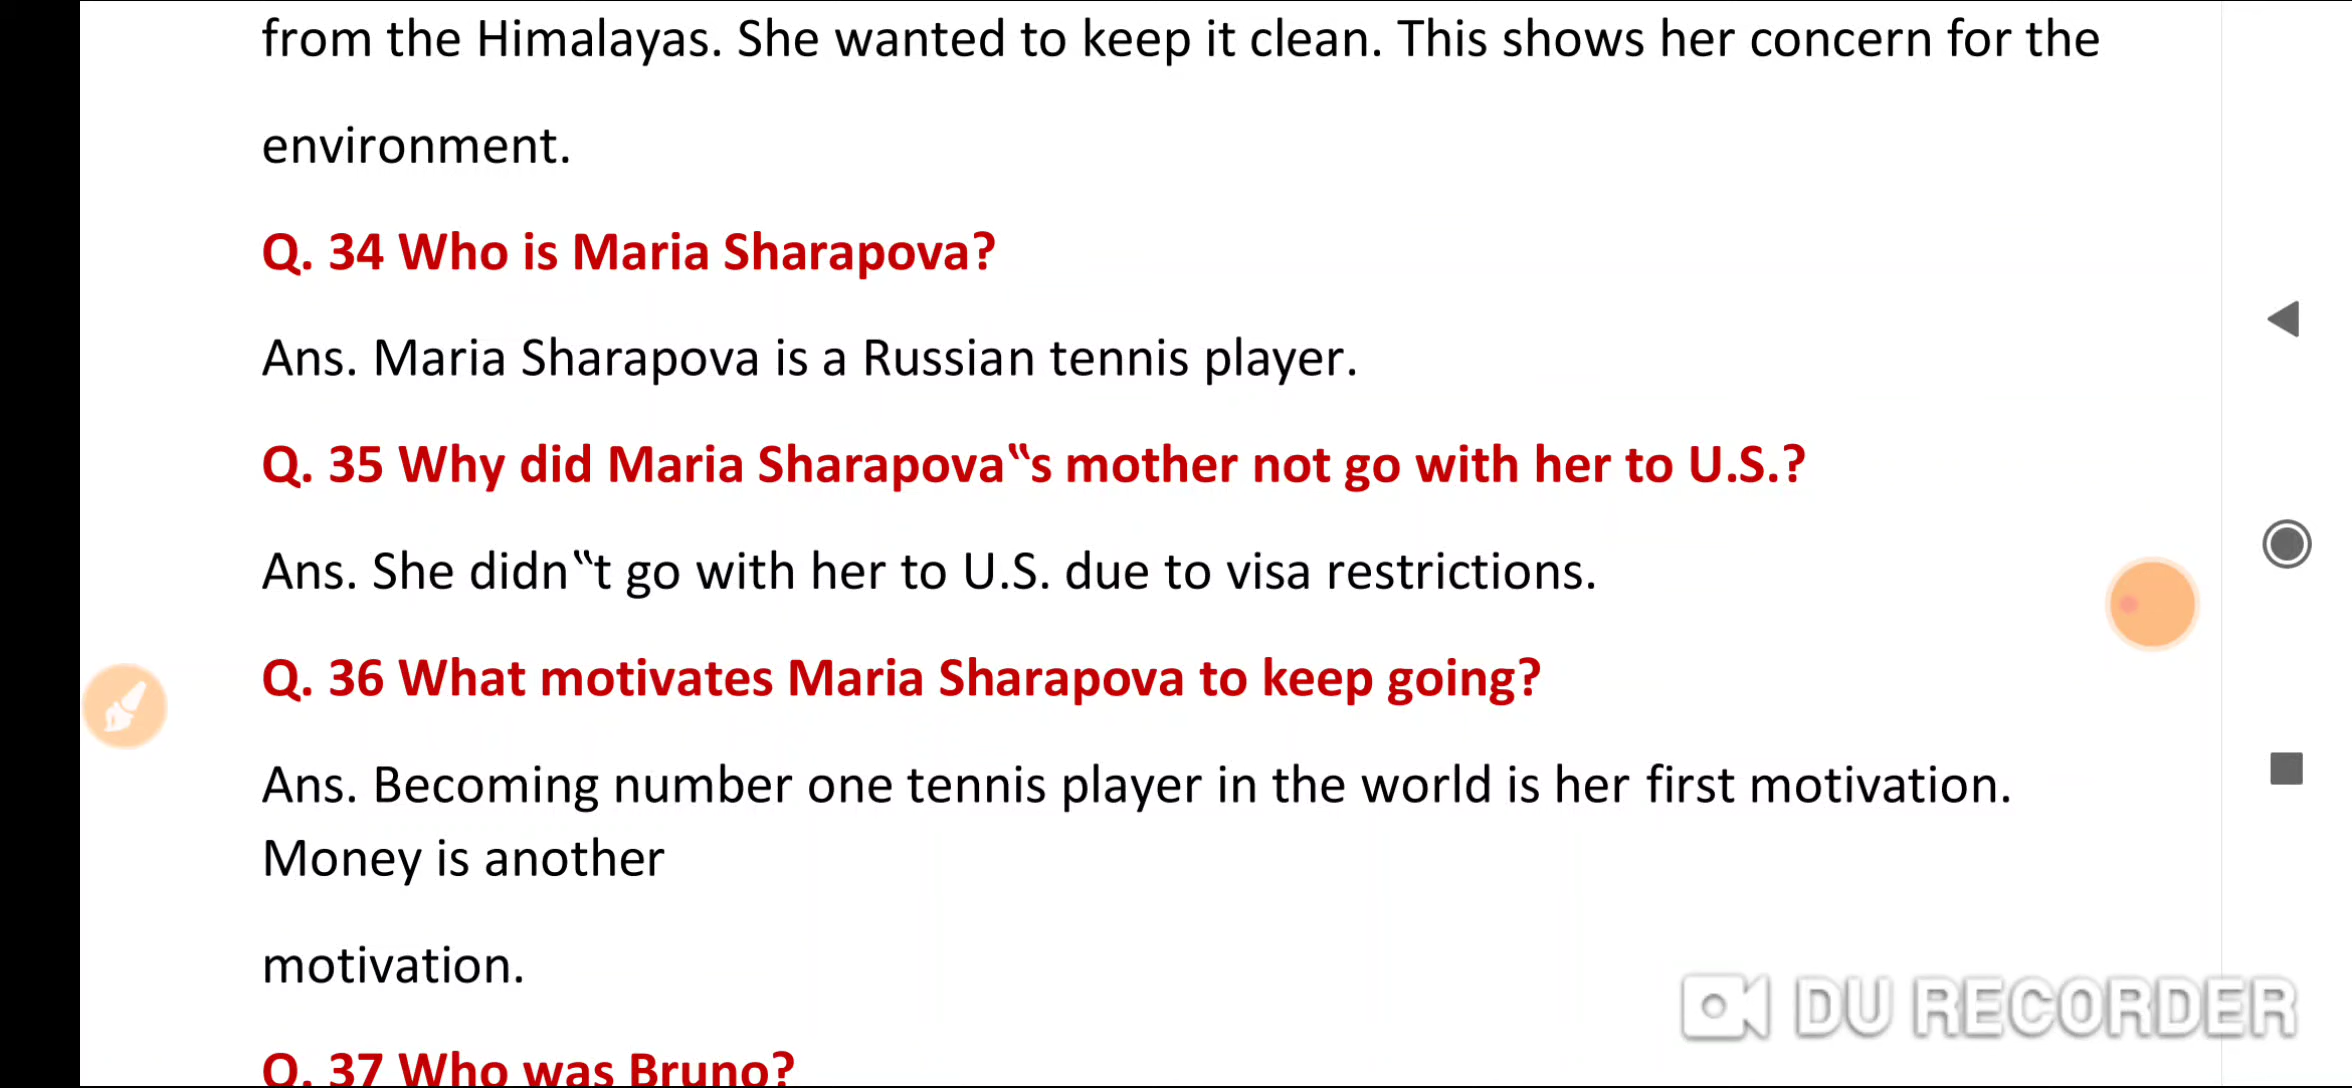 from the Himalayas. She wanted to keep it clean. This shows her concern for the
environment.
Q. 34 Who is Maria Sharapova?
Ans. Maria Sharapova is a Russian tennis player.
Q. 35 Why did Maria Sharapova‟s mother not go with her to U.S.?
Ans. She didn‟t go with her to U.S. due to visa restrictions.
Q. 36 What motivates Maria Sharapova to keep going?
Ans. Becoming number one tennis player in the world is her first motivation.
Money is another
motivation.
Q. 37 Who was Bruno?
DU RECORDER